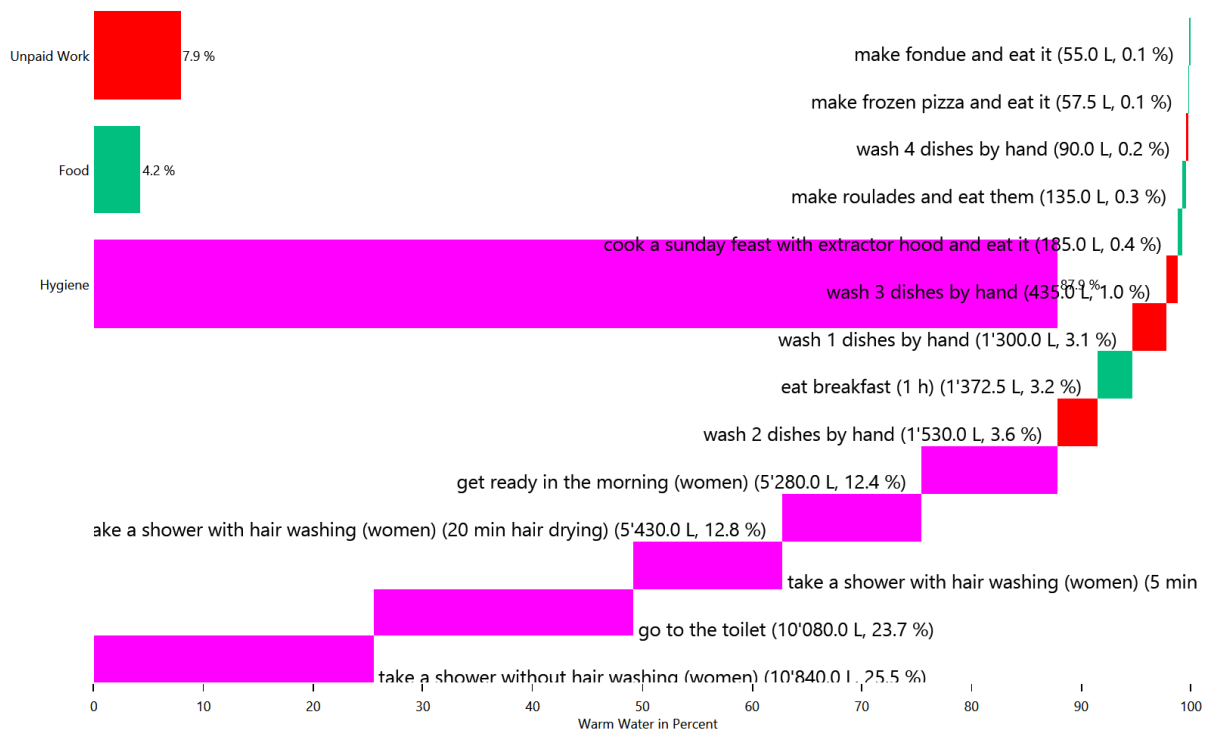 Unpaid Work
7.9 %
make fondue and eat it (55.0 L, 0.1 %)
make frozen pizza and eat it (57.5 L, 0.1 %)
wash 4 dishes by hand (90.0 L, 0.2 %)
Food
4.2 %
make roulades and eat them (135.0 L, 0.3 %)
cook a sunday feast with extractor hood and eat it (185.0 L, 0.4 %)
Hygiene
87.9 %
wash 3 dishes by hand (435.0 L, 1.0 %)
wash 1 dishes by hand (1'300.0 L, 3.1 %)
eat breakfast (1 h) (1'372.5 L, 3.2 %)
wash 2 dishes by hand (1'530.0 L, 3.6 %)
get ready in the morning (women) (5'280.0 L, 12.4 %)
ake a shower with hair washing (women) (20 min hair drying) (5'430.0 L, 12.8 %)
take a shower with hair washing (women) (5 min
go to the toilet (10'080.0 L, 23.7 %)
take a shower without hair washing (women) (10'840.0 L, 25.5 %)
0 10 20 30 40 50 60 70 80 90 100
Warm Water in Percent